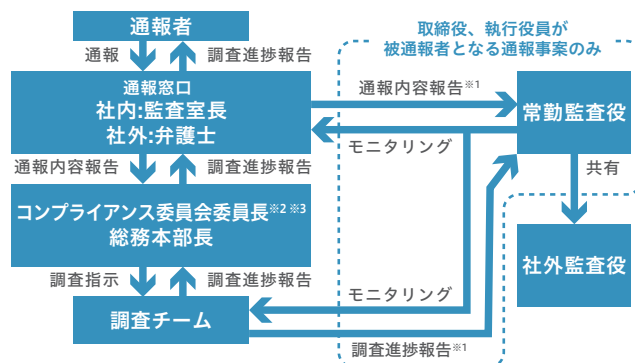 通報者
取締役、執行役員が
被通報者となる通報事案のみ
通報
調査進捗報告
通報窓口
社内:監査室長
社外:弁護士
通報内容報告※1
常勤監査役
モニタリング
通報内容報告
調査進捗報告
共有
コンプライアンス委員会委員長※2 ※3
総務本部長
社外監査役
調査指示
調査進捗報告
モニタリング
調査チーム
調査進捗報告※1